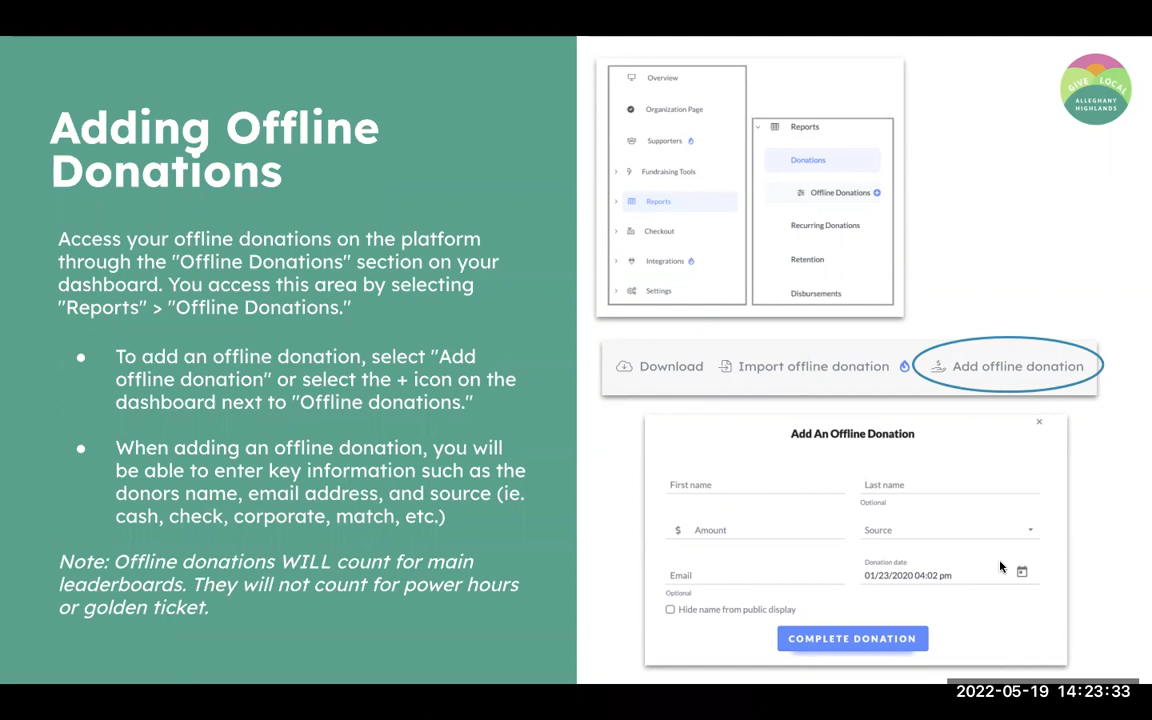 Adding Offline
Donations
Access your offline donations on the platform
through the "Offline Donations" section on your
dashboard. You access this area by selecting
"Reports" > "Offline Donations."
● To add an offline donation, select "Add
offline donation" or select the + icon on the
dashboard next to "Offline donations."
● When adding an offline donation, you will
be able to enter key information such as the
donors name, email address, and source (ie.
cash, check, corporate, match, etc.)
Note: Offline donations WILL count for main
leaderboards. They will not count for power hours
or golden ticket.
Overview
Organization Page
Supporters
Fundraising Tools
Reports
Checkout
Integrations
Settings
Reports
Donations
Offline Donations
Recurring Donations
Retention
Disbursements
GIVE LOCAL
ALLEGHANY
HIGHLANDS
Download Import offline donation Add offline donation
Add An Offline Donation
First name Last name
Optional
$ Amount Source
Donation date
Email 01/23/2020 04:02 pm
Optional
Hide name from public display
COMPLETE DONATION
2022-05-19 14:23:33